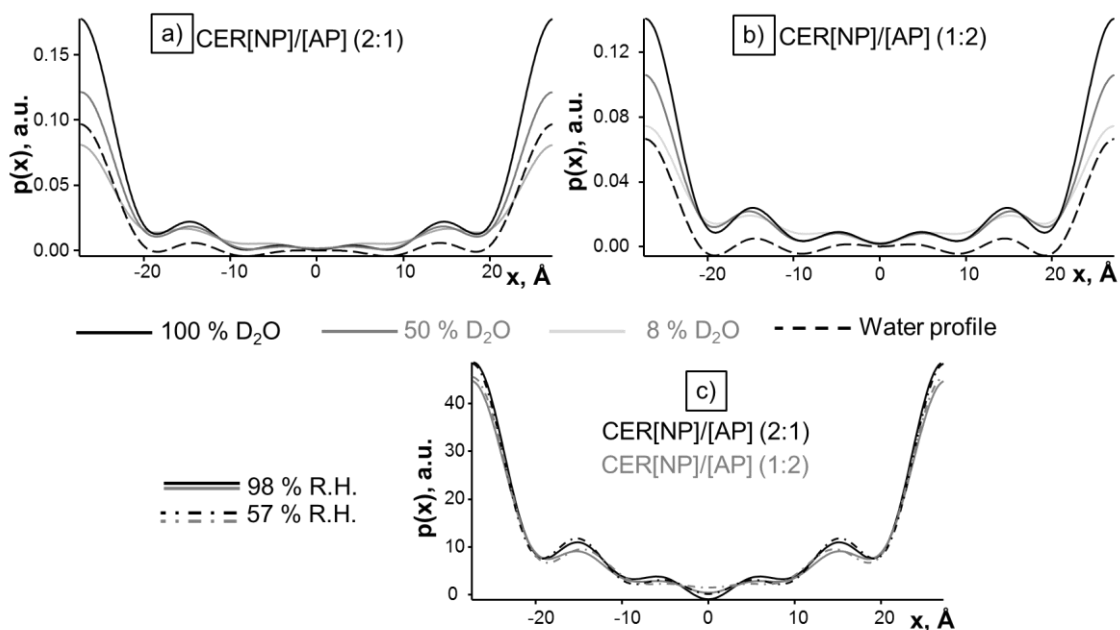 a) CER[NP]/[AP] (2:1)
p(x), a.u.
0.15
0.10
0.05
0.00
-20 -10 0 10 20 x, Å
b) CER[NP]/[AP] (1:2)
p(x), a.u.
0.12
0.08
0.04
0.00
-20 -10 0 10 20 x, Å
100 % D₂O 50 % D₂O 8 % D₂O Water profile
c)
CER[NP]/[AP] (2:1)
CER[NP]/[AP] (1:2)
98 % R.H.
57 % R.H.
p(x), a.u.
40
30
20
10
0
-20 -10 0 10 20 x, Å